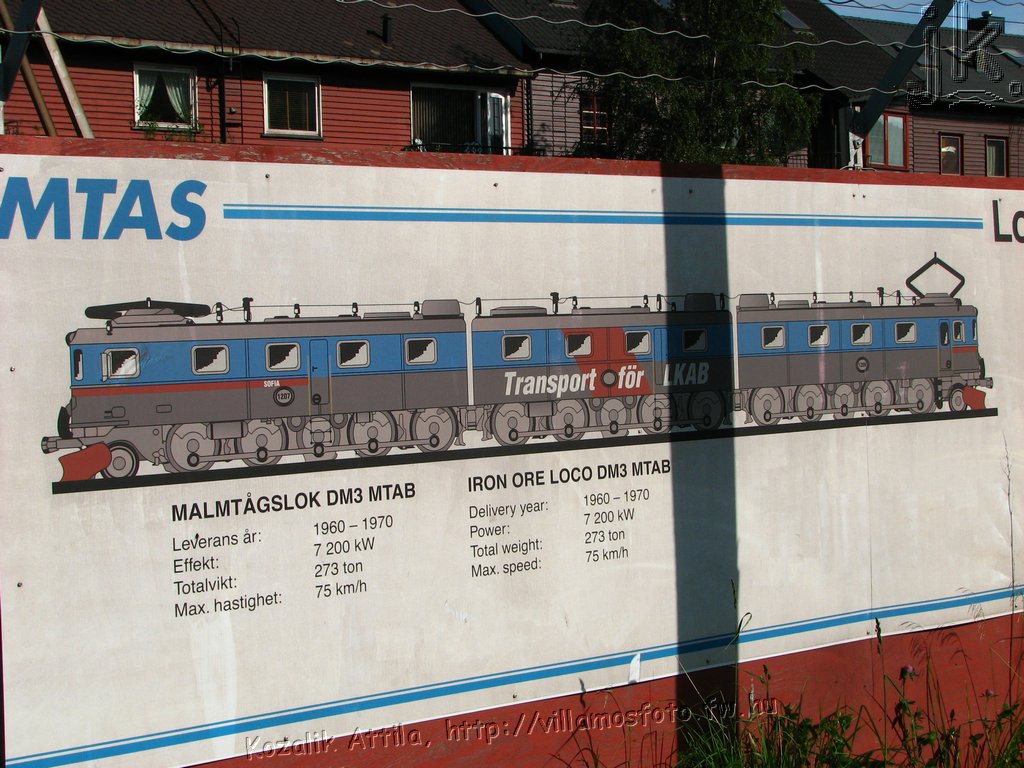 jk.
MTAS
Lo
SOFIA
1207
Transport för LKAB
MALMTÅGSLOK DM3 MTAB
Leverans år: 1960 – 1970
Effekt: 7 200 kW
Totalvikt: 273 ton
Max. hastighet: 75 km/h
IRON ORE LOCO DM3 MTAB
Delivery year: 1960 – 1970
Power: 7 200 kW
Total weight: 273 ton
Max. speed: 75 km/h
Kozalik Attila, http://villamosfoto.fw.hu